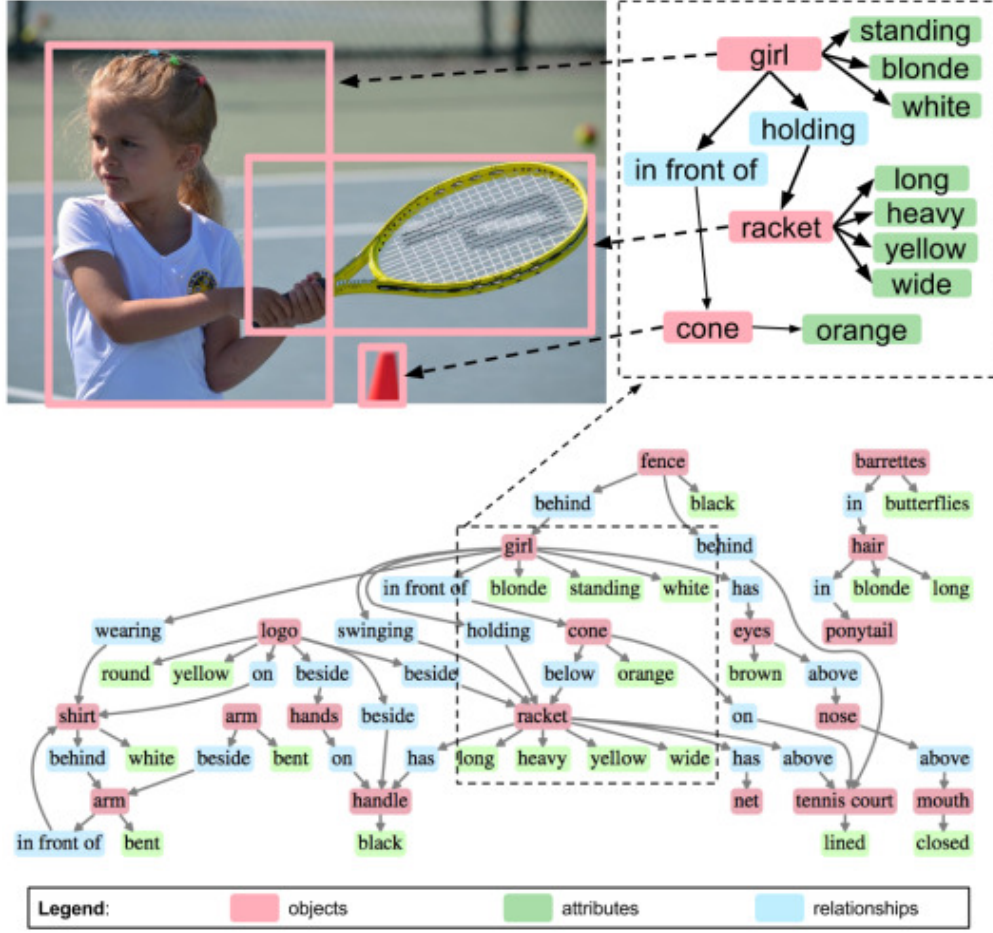 girl
standing
blonde
white
holding
in front of
long
racket
heavy
yellow
wide
cone
orange
fence
barrettes
behind
black
in
butterflies
girl
behind
hair
in front of
blonde
standing
white
has
in
blonde
long
wearing
logo
swinging
holding
cone
eyes
ponytail
round
yellow
on
beside
beside
below
orange
brown
above
shirt
arm
hands
beside
racket
on
nose
behind
white
beside
bent
on
has
long
heavy
yellow
wide
has
above
above
arm
handle
net
tennis court
mouth
in front of
bent
black
lined
closed
Legend:
objects
attributes
relationships